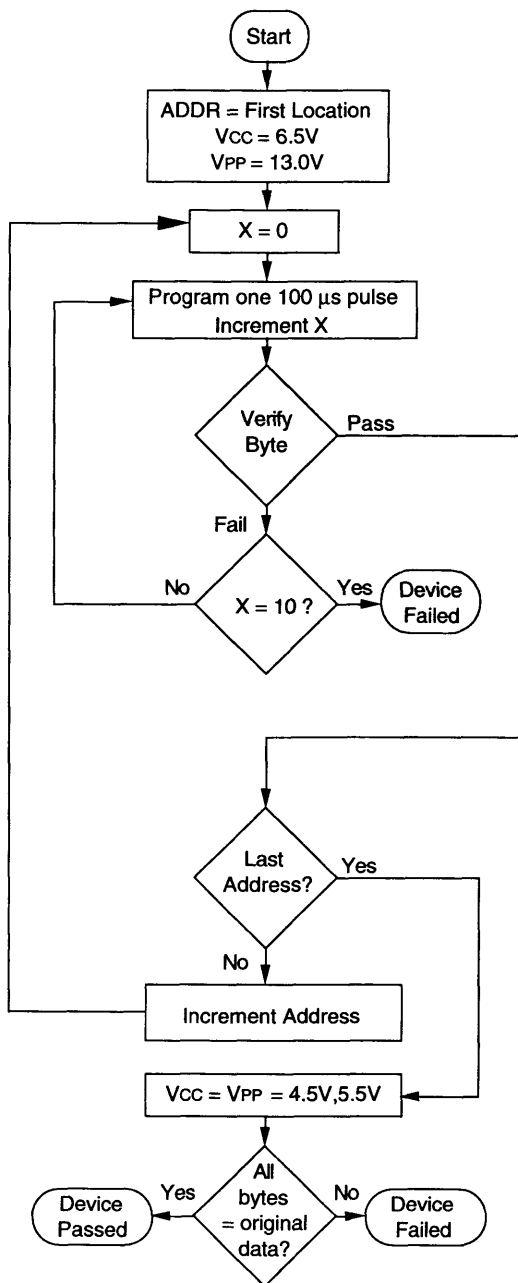 Start
ADDR = First Location
VCC = 6.5V
VPP = 13.0V
X = 0
Program one 100 μs pulse
Increment X
Verify
Byte
Pass
Fail
No
X = 10 ?
Yes
Device
Failed
Last
Address?
Yes
No
Increment Address
VCC = VPP = 4.5V,5.5V
Device
Passed
Yes
All
bytes
= original
data?
No
Device
Failed